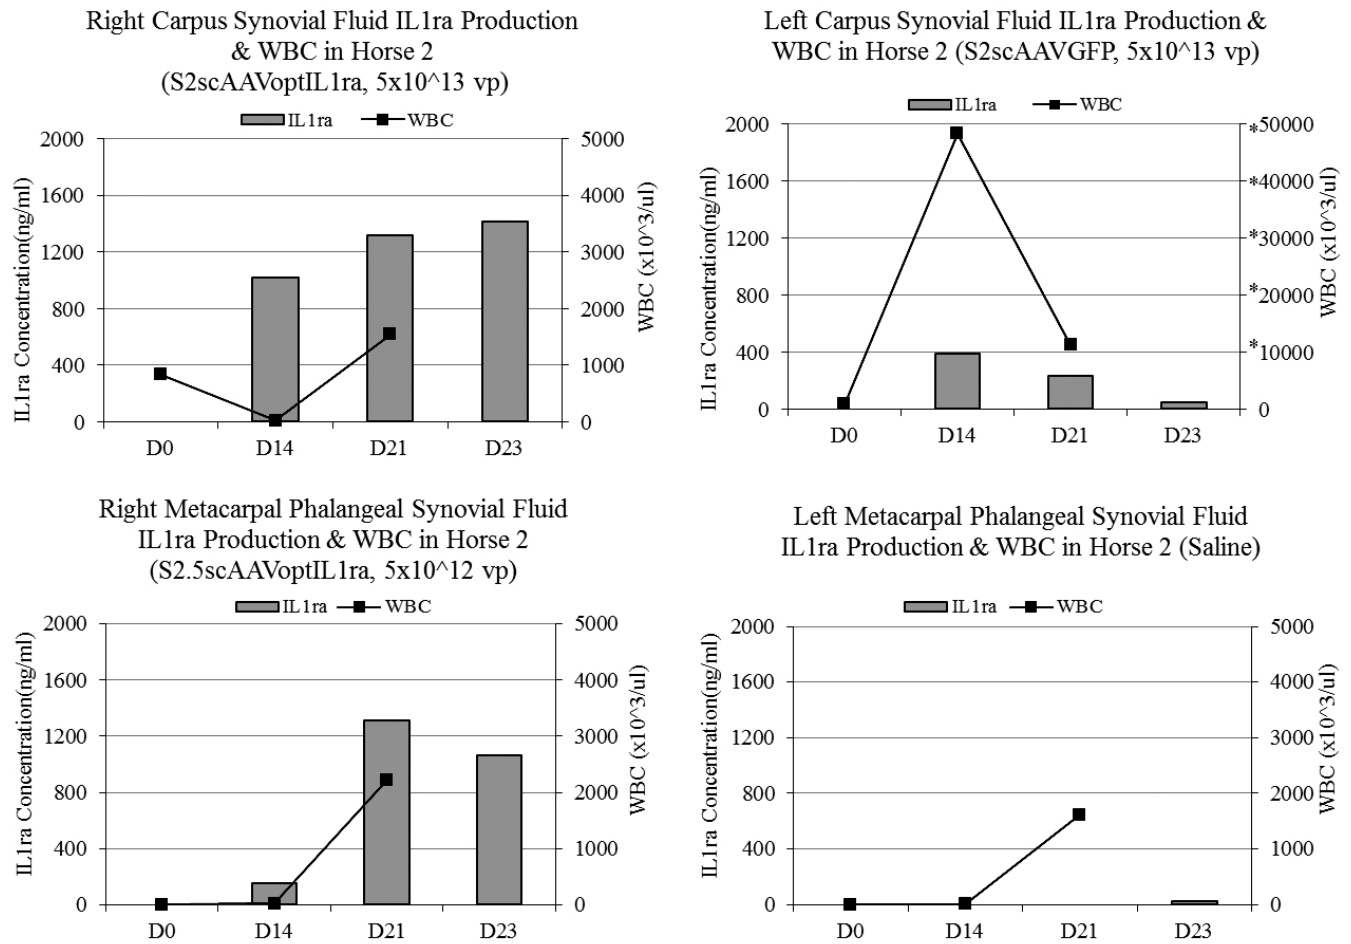 Right Carpus Synovial Fluid IL1ra Production
& WBC in Horse 2
(S2scAAVoptIL1ra, 5x10^13 vp)
IL1ra WBC
IL1ra Concentration(ng/ml)
2000
1600
1200
800
400
0
5000
4000
3000
2000
1000
0
WBC (x10^3/ul)
D0 D14 D21 D23
Left Carpus Synovial Fluid IL1ra Production &
WBC in Horse 2 (S2scAAVGFP, 5x10^13 vp)
IL1ra WBC
IL1ra Concentration(ng/ml)
2000
1600
1200
800
400
0
*50000
*40000
*30000
*20000
*10000
0
WBC (x10^3/ul)
D0 D14 D21 D23
Right Metacarpal Phalangeal Synovial Fluid
IL1ra Production & WBC in Horse 2
(S2.5scAAVoptIL1ra, 5x10^12 vp)
IL1ra WBC
IL1ra Concentration(ng/ml)
2000
1600
1200
800
400
0
5000
4000
3000
2000
1000
0
WBC (x10^3/ul)
D0 D14 D21 D23
Left Metacarpal Phalangeal Synovial Fluid
IL1ra Production & WBC in Horse 2 (Saline)
IL1ra WBC
IL1ra Concentration(ng/ml)
2000
1600
1200
800
400
0
5000
4000
3000
2000
1000
0
WBC (x10^3/ul)
D0 D14 D21 D23